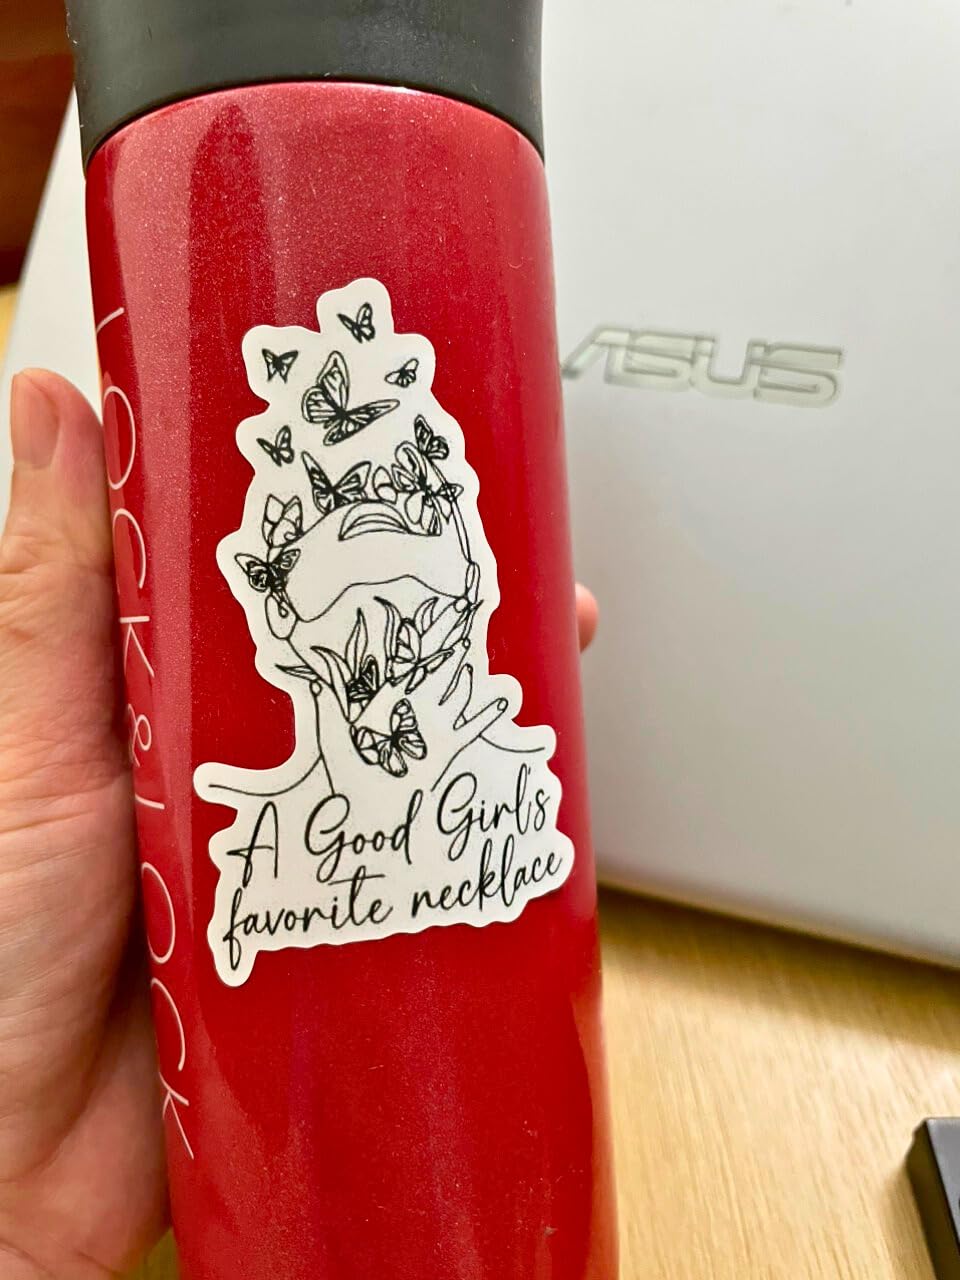 lock&lock
ASUS
A Good Girl's
favorite necklace